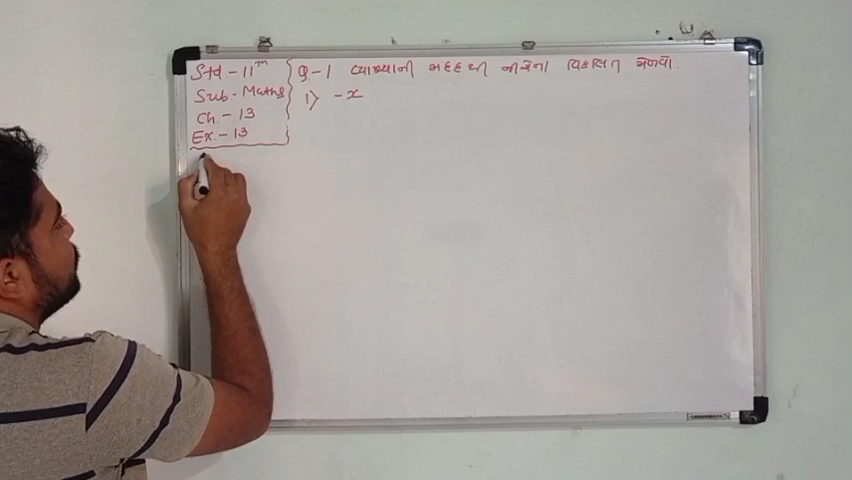 Std.-11th
Sub.-Maths
Ch.-13
Ex.-13
Q-1 વ્યાખ્યાની મદદથી નીચેના વિકલિત મેળવો.
1) -x